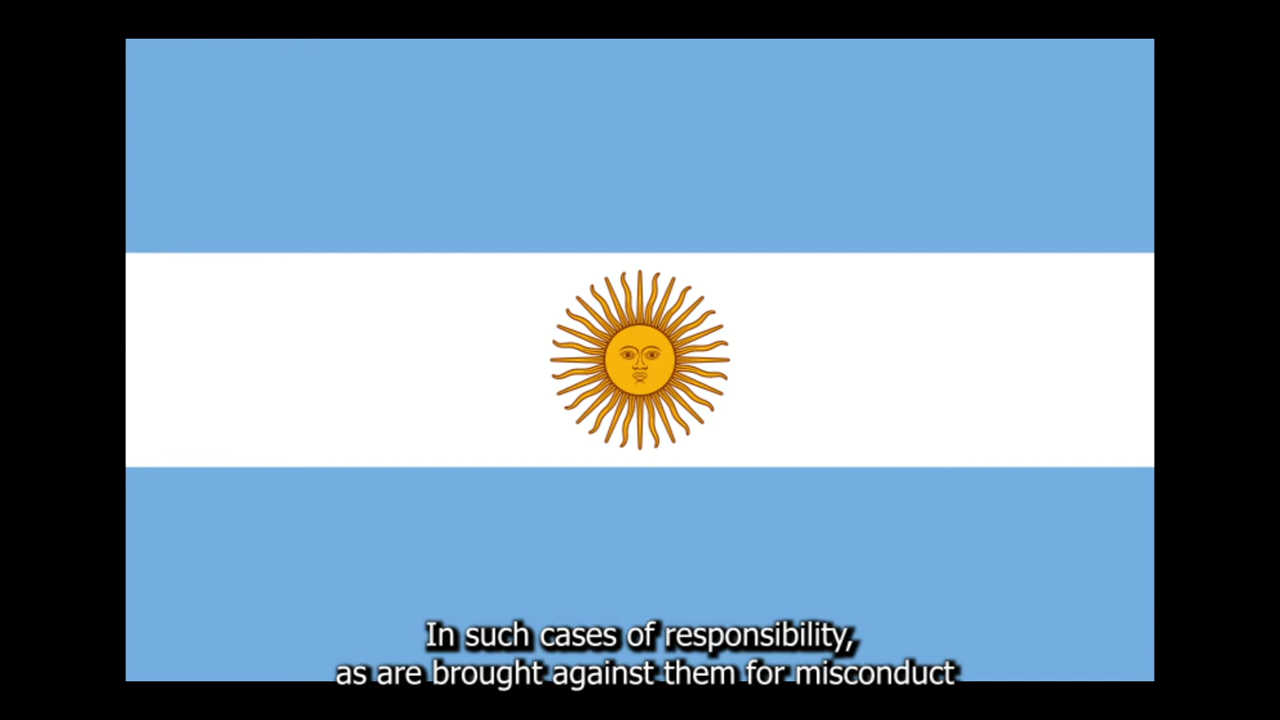 In such cases of responsibility,
as are brought against them for misconduct